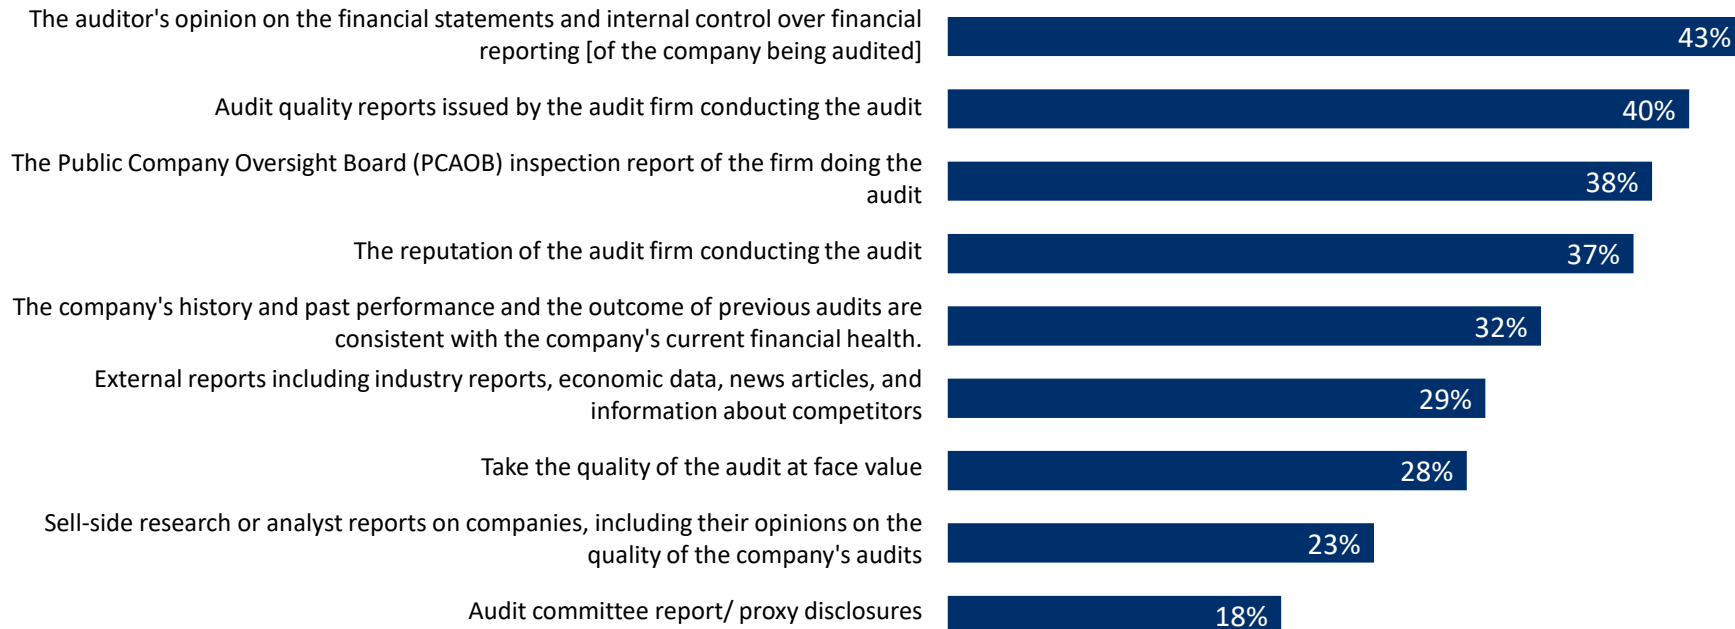 The auditor's opinion on the financial statements and internal control over financial
reporting [of the company being audited]
43%
Audit quality reports issued by the audit firm conducting the audit
40%
The Public Company Oversight Board (PCAOB) inspection report of the firm doing the
audit
38%
The reputation of the audit firm conducting the audit
37%
The company's history and past performance and the outcome of previous audits are
consistent with the company's current financial health.
32%
External reports including industry reports, economic data, news articles, and
information about competitors
29%
Take the quality of the audit at face value
28%
Sell-side research or analyst reports on companies, including their opinions on the
quality of the company's audits
23%
Audit committee report/ proxy disclosures
18%